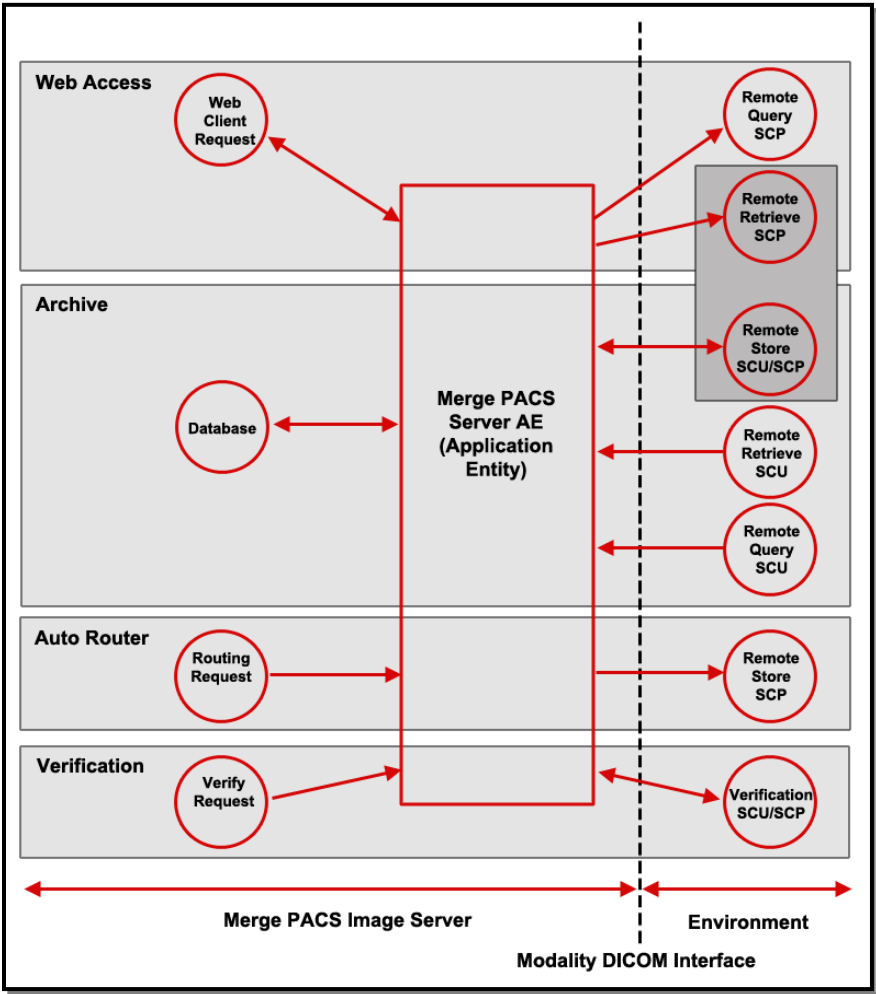 Web Access
Web
Client
Request
Remote
Query
SCP
Remote
Retrieve
SCP
Archive
Remote
Store
SCU/SCP
Database
Merge PACS
Server AE
(Application
Entity)
Remote
Retrieve
SCU
Remote
Query
SCU
Auto Router
Routing
Request
Remote
Store
SCP
Verification
Verify
Request
Verification
SCU/SCP
Merge PACS Image Server
Environment
Modality DICOM Interface